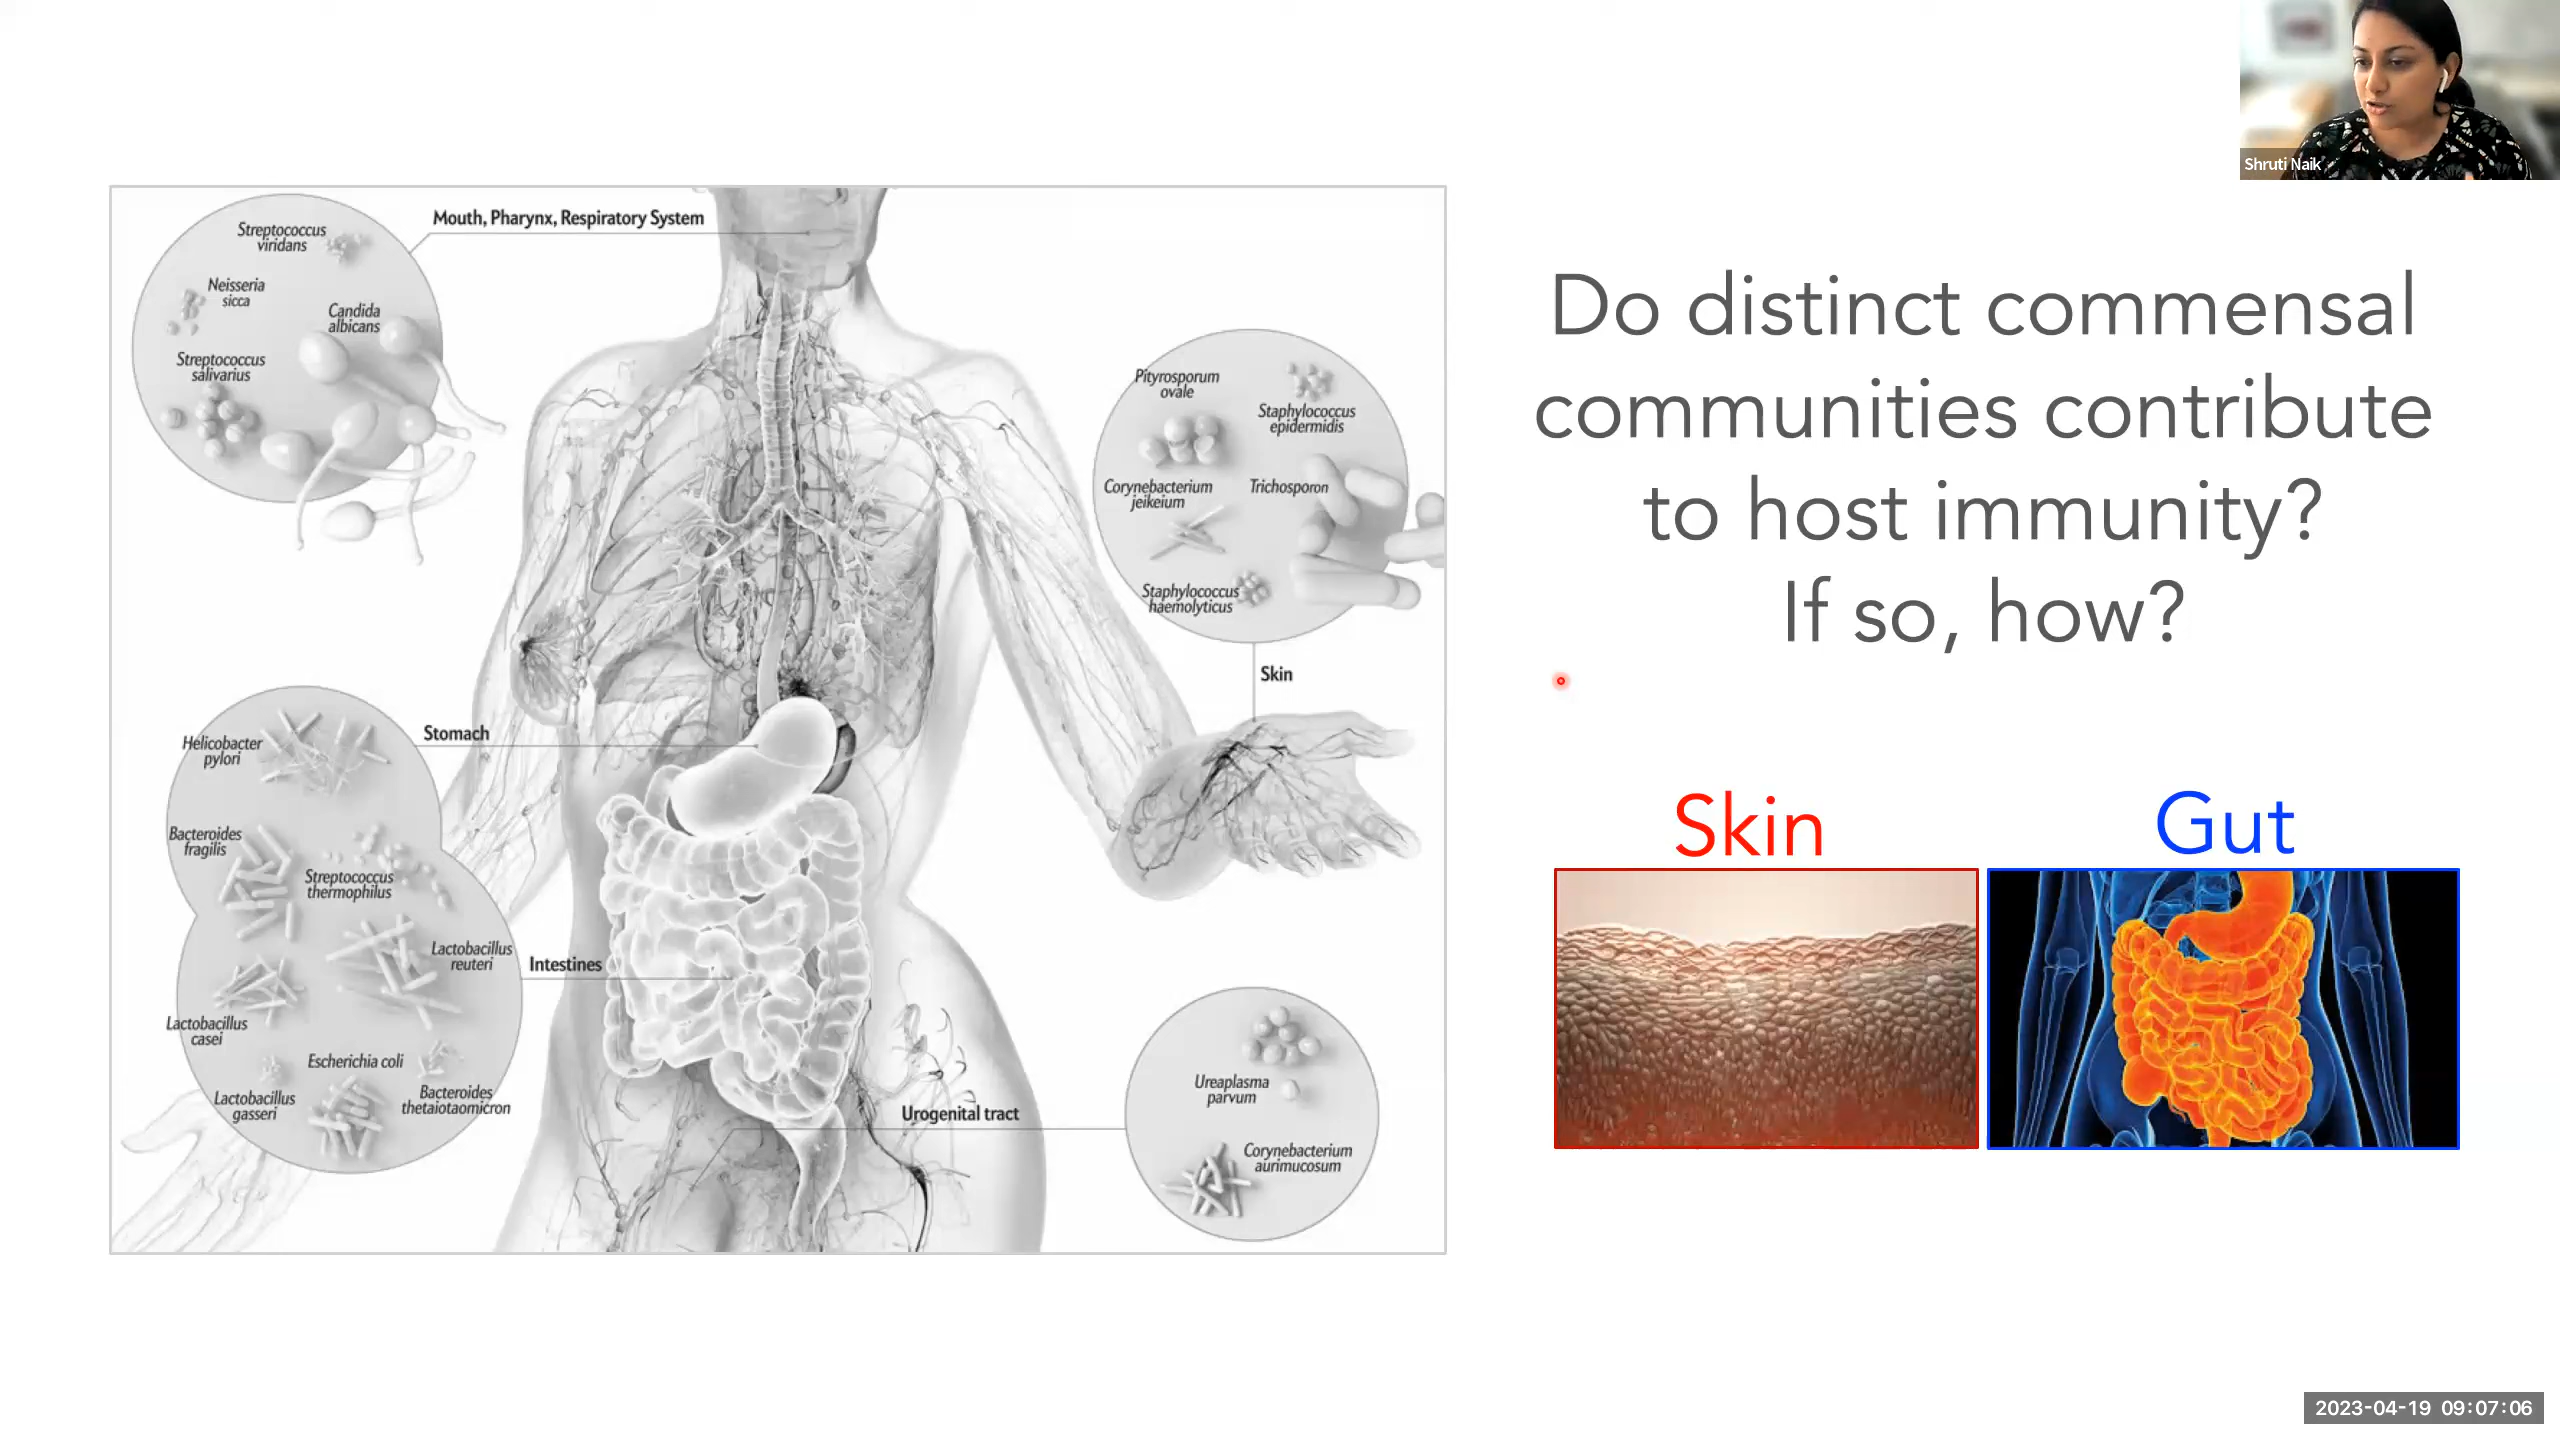 Shruti Naik
Mouth, Pharynx, Respiratory System
Streptococcus
viridans
Neisseria
sicca
Candida
albicans
Streptococcus
salivarius
Pityrosporum
ovale
Staphylococcus
epidermidis
Corynebacterium
jeikeium
Trichosporon
Staphylococcus
haemolyticus
Skin
Stomach
Helicobacter
pylori
Bacteroides
fragilis
Streptococcus
thermophilus
Lactobacillus
reuteri
Intestines
Lactobacillus
casei
Escherichia coli
Lactobacillus
gasseri
Bacteroides
thetaiotaomicron
Urogenital tract
Ureaplasma
parvum
Corynebacterium
aurimucosum
Do distinct commensal
communities contribute
to host immunity?
If so, how?
Skin
Gut
2023-04-19 09:07:06